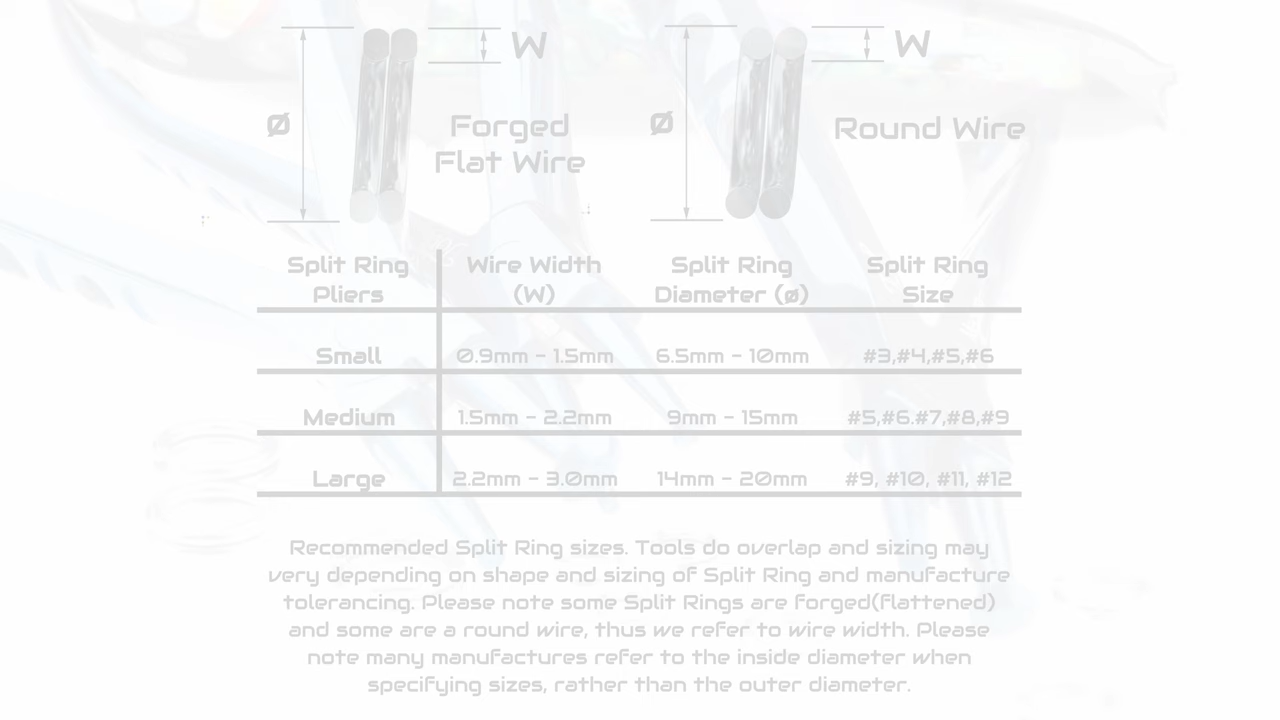 W
W
Ø
Forged
Flat Wire
Ø
Round Wire
Split Ring
Pliers
Wire Width
(W)
Split Ring
Diameter (ø)
Split Ring
Size
Small
0.9mm - 1.5mm
6.5mm - 10mm
#3,#4,#5,#6
Medium
1.5mm - 2.2mm
9mm - 15mm
#5,#6.#7,#8,#9
Large
2.2mm - 3.0mm
14mm - 20mm
#9, #10, #11, #12
Recommended Split Ring sizes. Tools do overlap and sizing may
very depending on shape and sizing of Split Ring and manufacture
tolerancing. Please note some Split Rings are forged(flattened)
and some are a round wire, thus we refer to wire width. Please
note many manufactures refer to the inside diameter when
specifying sizes, rather than the outer diameter.